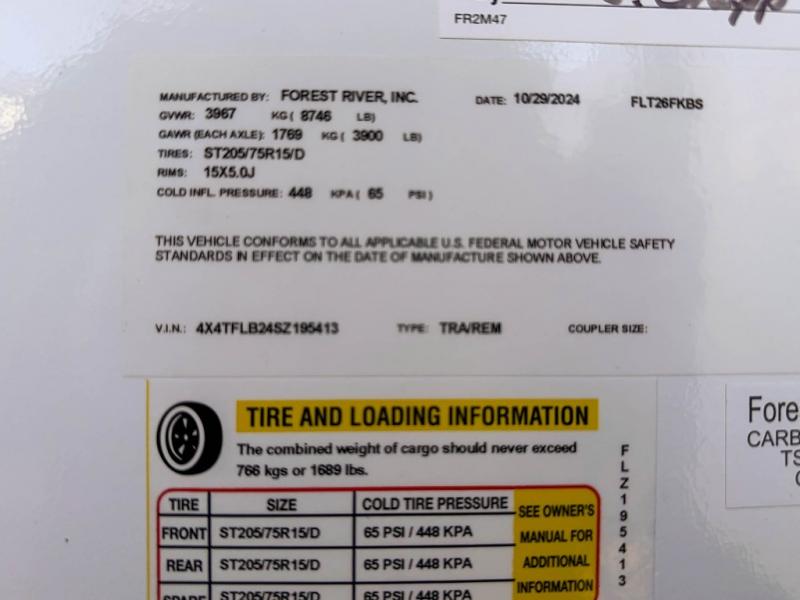 FR2M47
MANUFACTURED BY: FOREST RIVER, INC. DATE: 10/29/2024 FLT26FKBS
GVWR: 3967 KG ( 8746 LB)
GAWR (EACH AXLE): 1769 KG ( 3900 LB)
TIRES: ST205/75R15/D
RIMS: 15X5.0J
COLD INFL. PRESSURE: 448 KPA ( 65 PSI )
THIS VEHICLE CONFORMS TO ALL APPLICABLE U.S. FEDERAL MOTOR VEHICLE SAFETY
STANDARDS IN EFFECT ON THE DATE OF MANUFACTURE SHOWN ABOVE.
V.I.N.: 4X4TFLB24SZ195413 TYPE: TRA/REM COUPLER SIZE:
TIRE AND LOADING INFORMATION
The combined weight of cargo should never exceed
766 kgs or 1689 lbs.
TIRE SIZE COLD TIRE PRESSURE SEE OWNER'S
FRONT ST205/75R15/D 65 PSI / 448 KPA MANUAL FOR
REAR ST205/75R15/D 65 PSI / 448 KPA ADDITIONAL
SPARE ST205/75R15/D 65 PSI / 448 KPA INFORMATION
FLZ195413
Fore
CARB
TS